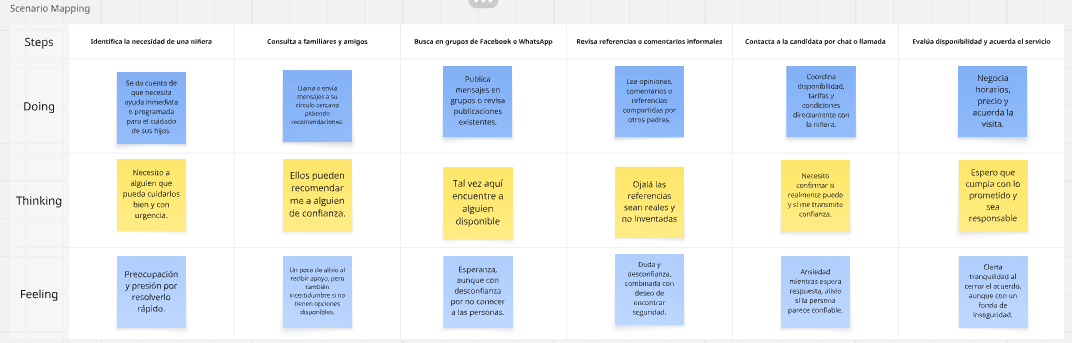 Scenario Mapping
Steps
Identifica la necesidad de una niñera
Consulta a familiares y amigos
Busca en grupos de Facebook o WhatsApp
Revisa referencias o comentarios informales
Contacta a la candidata por chat o llamada
Evalúa disponibilidad y acuerda el servicio
Doing
Se da cuenta de
que necesita
ayuda inmediata
o programada
para el cuidado
de sus hijos.
Llama o envía
mensajes a su
círculo cercano
pidiendo
recomendaciones.
Publica
mensajes en
grupos o revisa
publicaciones
existentes.
Lee opiniones,
comentarios o
referencias
compartidas por
otros padres.
Coordina
disponibilidad,
tarifas y
condiciones
directamente con
la niñera.
Negocia
horarios,
precio y
acuerda la
visita.
Thinking
Necesito a
alguien que
pueda cuidarlos
bien y con
urgencia.
Ellos pueden
recomendar
me a alguien
de confianza.
Tal vez aquí
encuentre a
alguien
disponible
Ojalá las
referencias
sean reales y
no inventadas
Necesito
confirmar si
realmente puede
y si me transmite
confianza.
Espero que
cumpla con lo
prometido y
sea
responsable
Feeling
Preocupación
y presión por
resolverlo
rápido.
Un poco de alivio al
recibir apoyo, pero
también
incertidumbre si no
tienen opciones
disponibles.
Esperanza,
aunque con
desconfianza
por no conocer
a las personas.
Duda y
desconfianza,
combinada con
deseo de
encontrar
seguridad.
Ansiedad
mientras espera
respuesta, alivio
si la persona
parece confiable.
Cierta
tranquilidad al
cerrar el acuerdo,
aunque con un
fondo de
inseguridad.